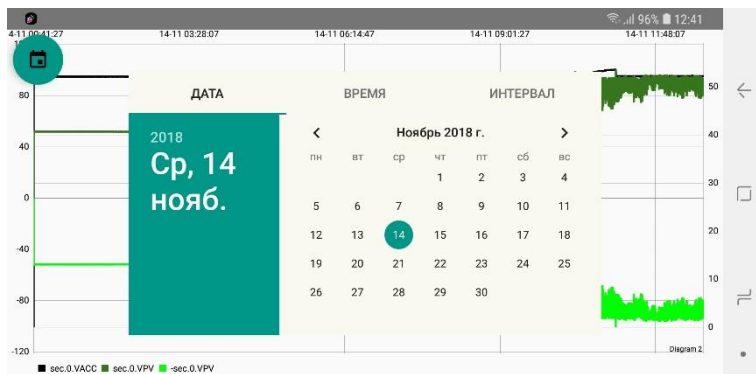 96% 12:41
14-11 00:41:27 14-11 03:28:07 14-11 06:14:47 14-11 09:01:27 14-11 11:48:07
ДАТА ВРЕМЯ ИНТЕРВАЛ
2018
Ср, 14
нояб.
Ноябрь 2018 г.
пн вт ср чт пт сб вс
1 2 3 4
5 6 7 8 9 10 11
12 13 14 15 16 17 18
19 20 21 22 23 24 25
26 27 28 29 30
80
40
0
-40
-80
-120
50
40
30
20
10
0
Diagram 2
sec.0.VACC sec.0.VPV -sec.0.VPV